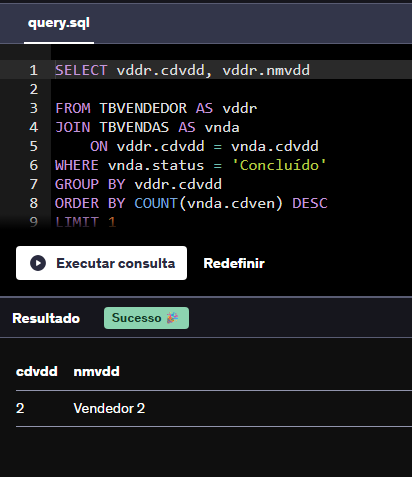 query.sql
1 SELECT vddr.cdvdd, vddr.nmvdd
2
3 FROM TBVENDEDOR AS vddr
4 JOIN TBVENDAS AS vnda
5 ON vddr.cdvdd = vnda.cdvdd
6 WHERE vnda.status = 'Concluído'
7 GROUP BY vddr.cdvdd
8 ORDER BY COUNT(vnda.cdven) DESC
9 LIMIT 1
Executar consulta Redefinir
Resultado Sucesso 🎉
cdvdd nmvdd
2 Vendedor 2